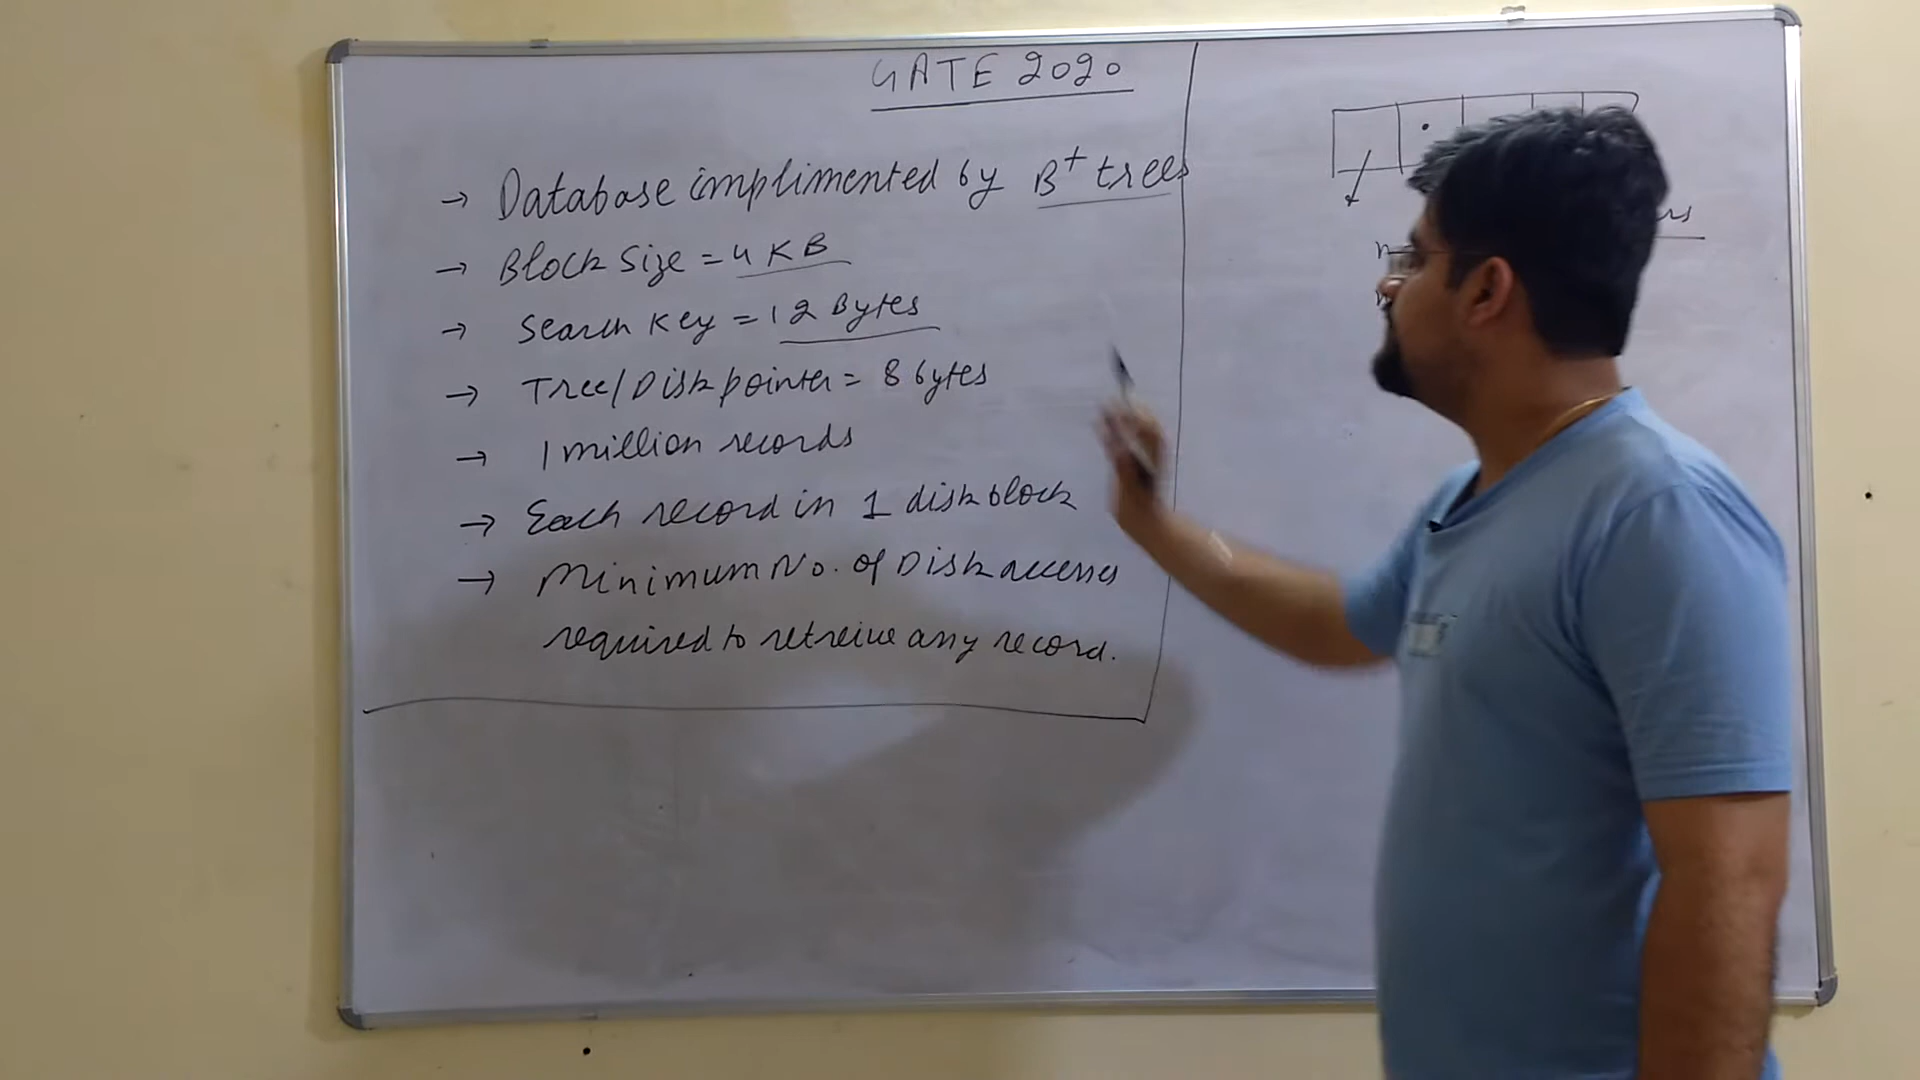 GATE 2020
→ Database implimented by B+ trees
→ Block Size = 4 KB
→ Search Key = 12 Bytes
→ Tree/Disk pointer = 8 bytes
→ 1 million records
→ Each record in 1 disk block
→ Minimum No. of Disk accesses
required to retreive any record.